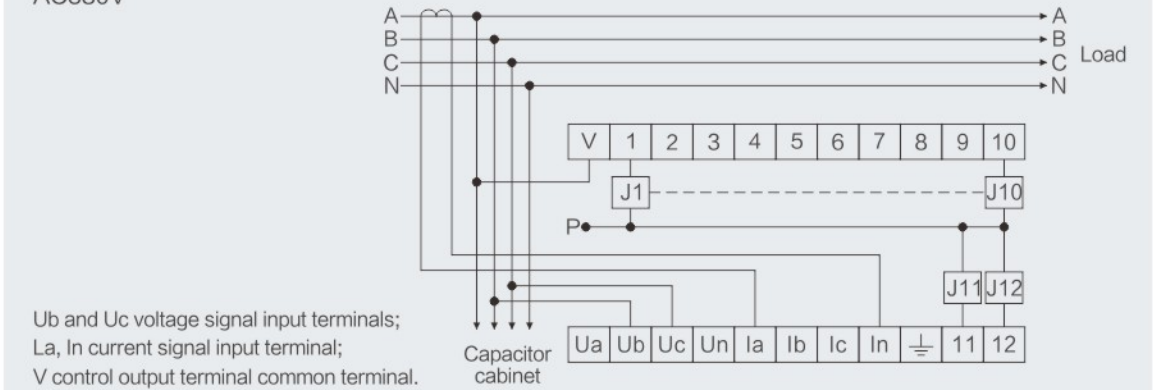 A A
B B
C C Load
N N
V 1 2 3 4 5 6 7 8 9 10
J1 J10
P
J11 J12
Ub and Uc voltage signal input terminals;
La, In current signal input terminal;
V control output terminal common terminal.
Capacitor
cabinet
Ua Ub Uc Un Ia Ib Ic In 11 12